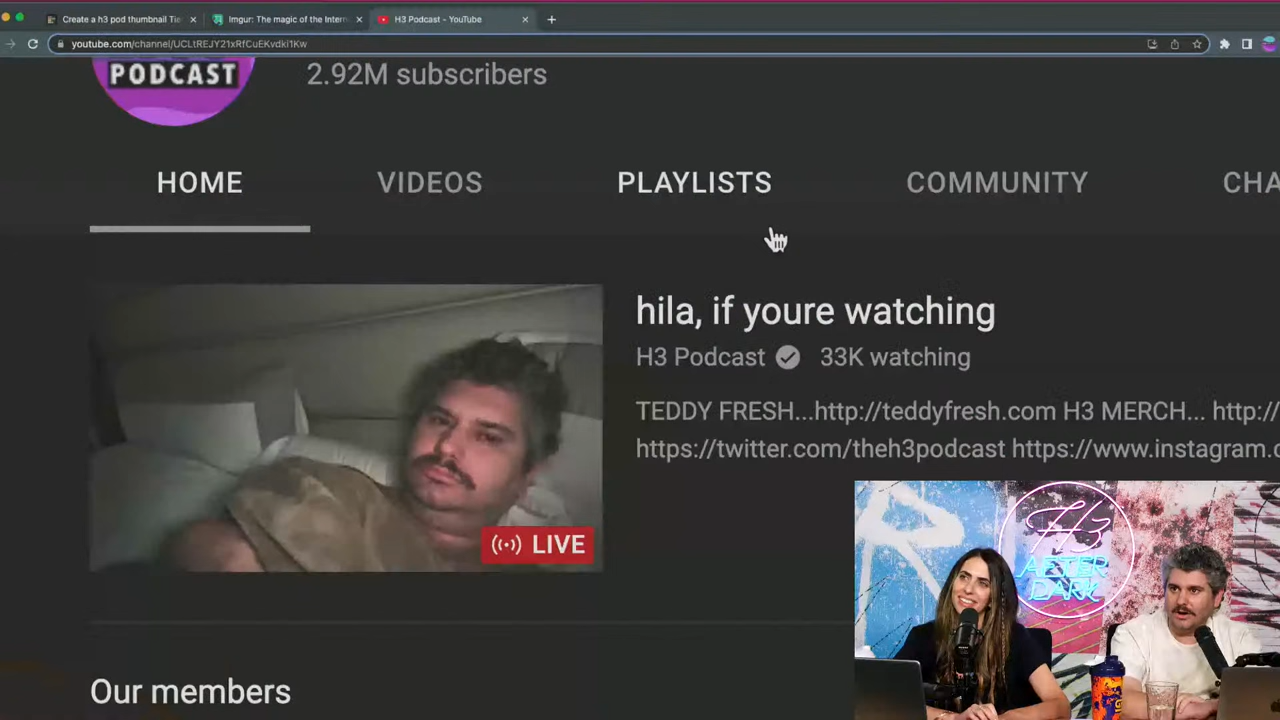 Create a h3 pod thumbnail Tie
Imgur: The magic of the Intern
H3 Podcast - YouTube
youtube.com/channel/UCLtREJY21xRfCuEKvdki1Kw
PODCAST
2.92M subscribers
HOME
VIDEOS
PLAYLISTS
COMMUNITY
CHA
hila, if youre watching
H3 Podcast
33K watching
TEDDY FRESH...http://teddyfresh.com H3 MERCH... http:/
https://twitter.com/theh3podcast https://www.instagram.c
LIVE
H3
AFTER
DARK
Our members